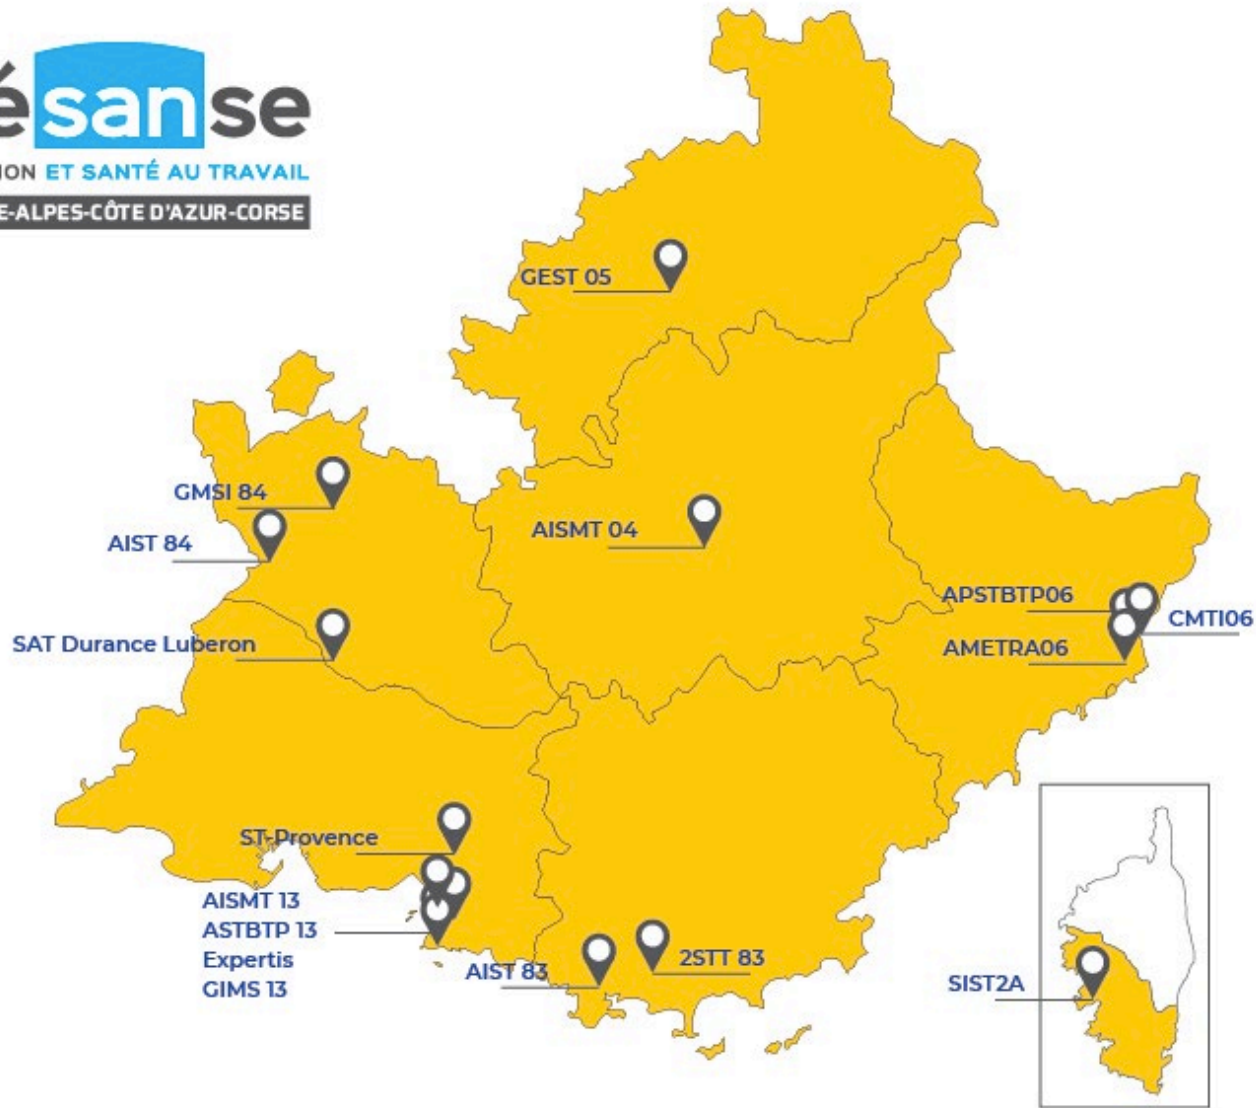 ésanse
ION ET SANTÉ AU TRAVAIL
E-ALPES-CÔTE D'AZUR-CORSE
GEST 05
GMSI 84
AIST 84
AISMT 04
SAT Durance Luberon
APSTBTP06
CMTI06
AMETRA06
ST-Provence
AISMT 13
ASTBTP 13
Expertis
GIMS 13
AIST 83
2STT 83
SIST2A